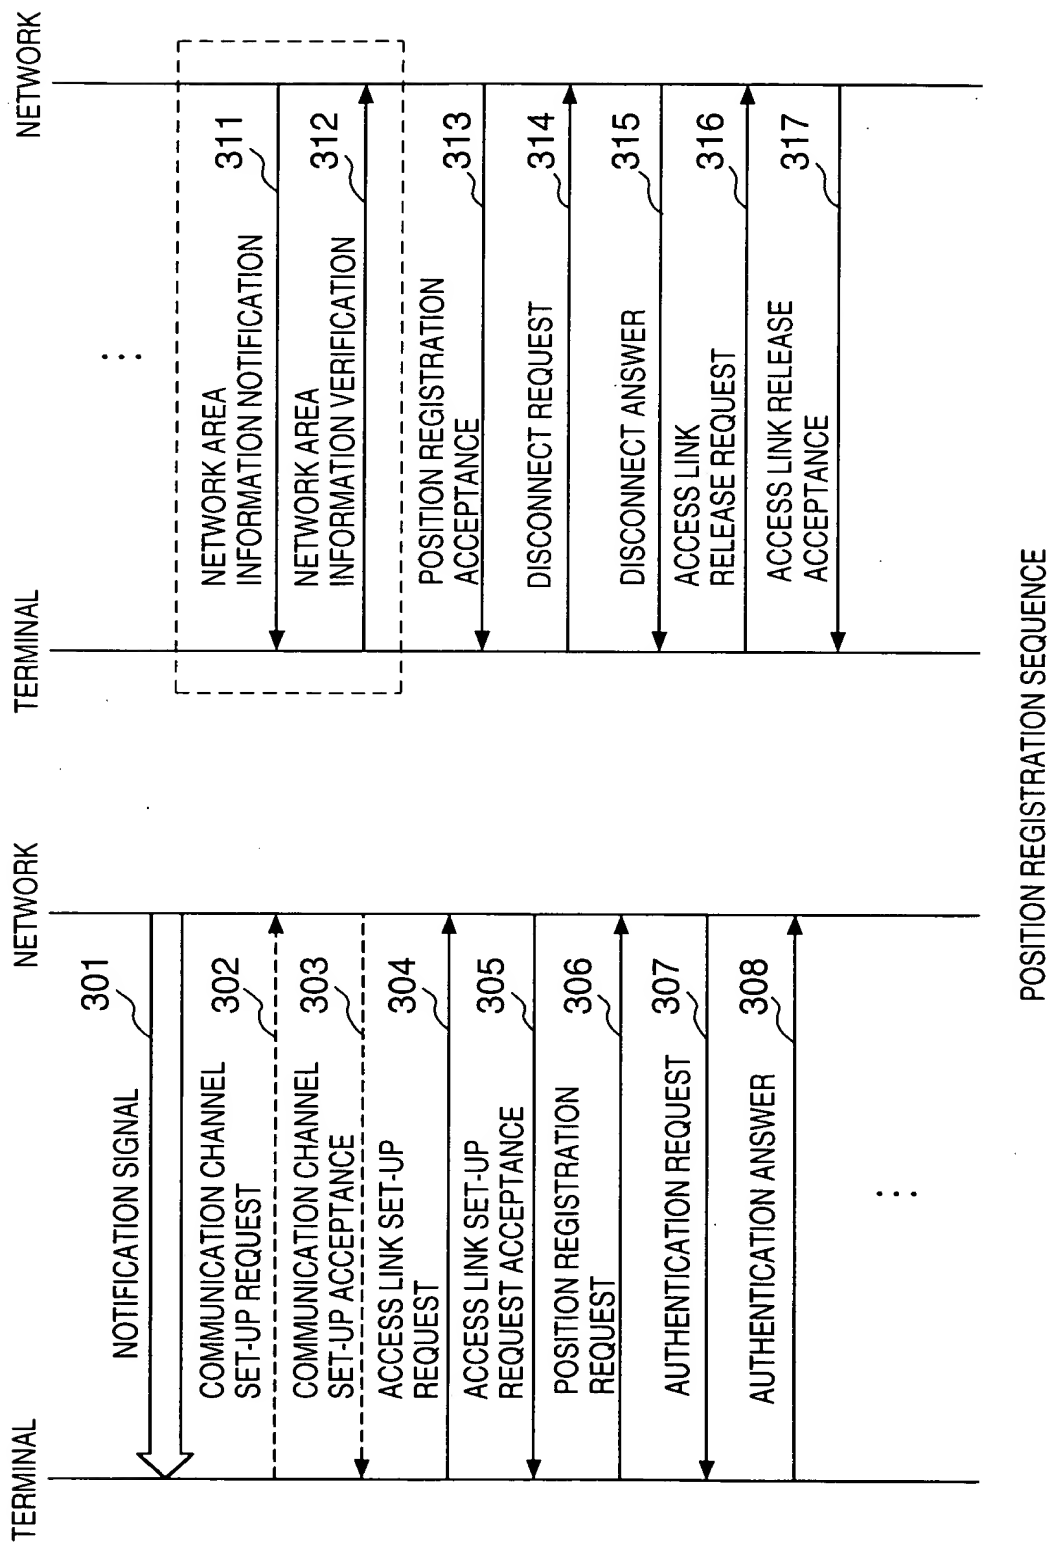 TERMINAL
NETWORK
NOTIFICATION SIGNAL
301
COMMUNICATION CHANNEL
SET-UP REQUEST
302
COMMUNICATION CHANNEL
SET-UP ACCEPTANCE
303
ACCESS LINK SET-UP
REQUEST
304
ACCESS LINK SET-UP
REQUEST ACCEPTANCE
305
POSITION REGISTRATION
REQUEST
306
AUTHENTICATION REQUEST
307
AUTHENTICATION ANSWER
308
...
TERMINAL
NETWORK
...
NETWORK AREA
INFORMATION NOTIFICATION
311
NETWORK AREA
INFORMATION VERIFICATION
312
POSITION REGISTRATION
ACCEPTANCE
313
DISCONNECT REQUEST
314
DISCONNECT ANSWER
315
ACCESS LINK
RELEASE REQUEST
316
ACCESS LINK RELEASE
ACCEPTANCE
317
POSITION REGISTRATION SEQUENCE